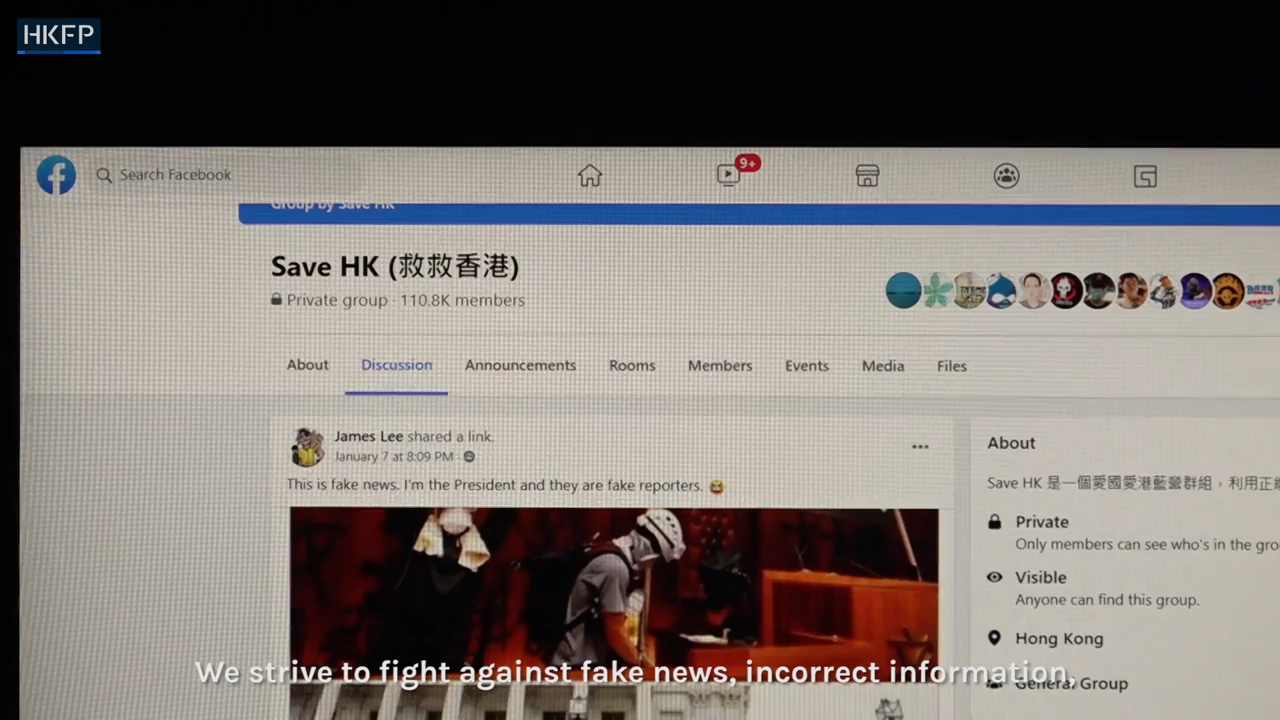 HKFP
Search Facebook
9+
Group by Save HK
Save HK (救救香港)
Private group · 110.8K members
About
Discussion
Announcements
Rooms
Members
Events
Media
Files
James Lee shared a link.
January 7 at 8:09 PM ·
This is fake news. I'm the President and they are fake reporters. 😆
About
Save HK 是一個愛國愛港藍營群組，利用正
Private
Only members can see who's in the gro
Visible
Anyone can find this group.
Hong Kong
General Group
We strive to fight against fake news, incorrect information,